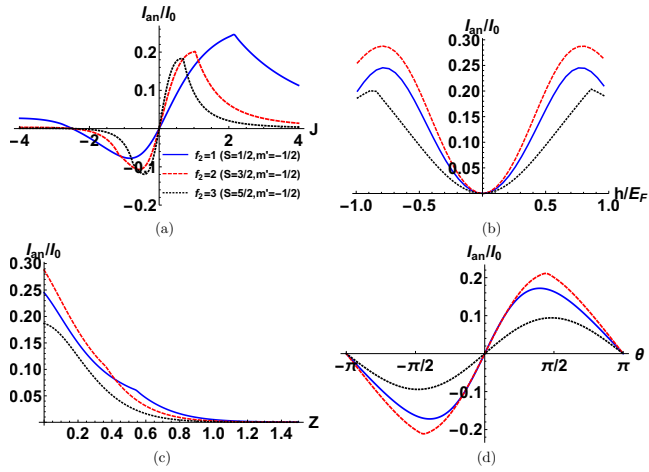 I_an/I_0
0.2
0.1
−4
−2
2
4
J
−0.1
−0.2
f_2=1 (S=1/2,m'=−1/2)
f_2=2 (S=3/2,m'=−1/2)
f_2=3 (S=5/2,m'=−1/2)
(a)
I_an/I_0
0.30
0.25
0.20
0.15
0.10
0.05
−1.0
−0.5
0.0
0.5
1.0
h/E_F
(b)
I_an/I_0
0.30
0.25
0.20
0.15
0.10
0.05
0.2
0.4
0.6
0.8
1.0
1.2
1.4
Z
(c)
I_an/I_0
0.2
0.1
−π
−π/2
π/2
π
θ
−0.1
−0.2
(d)